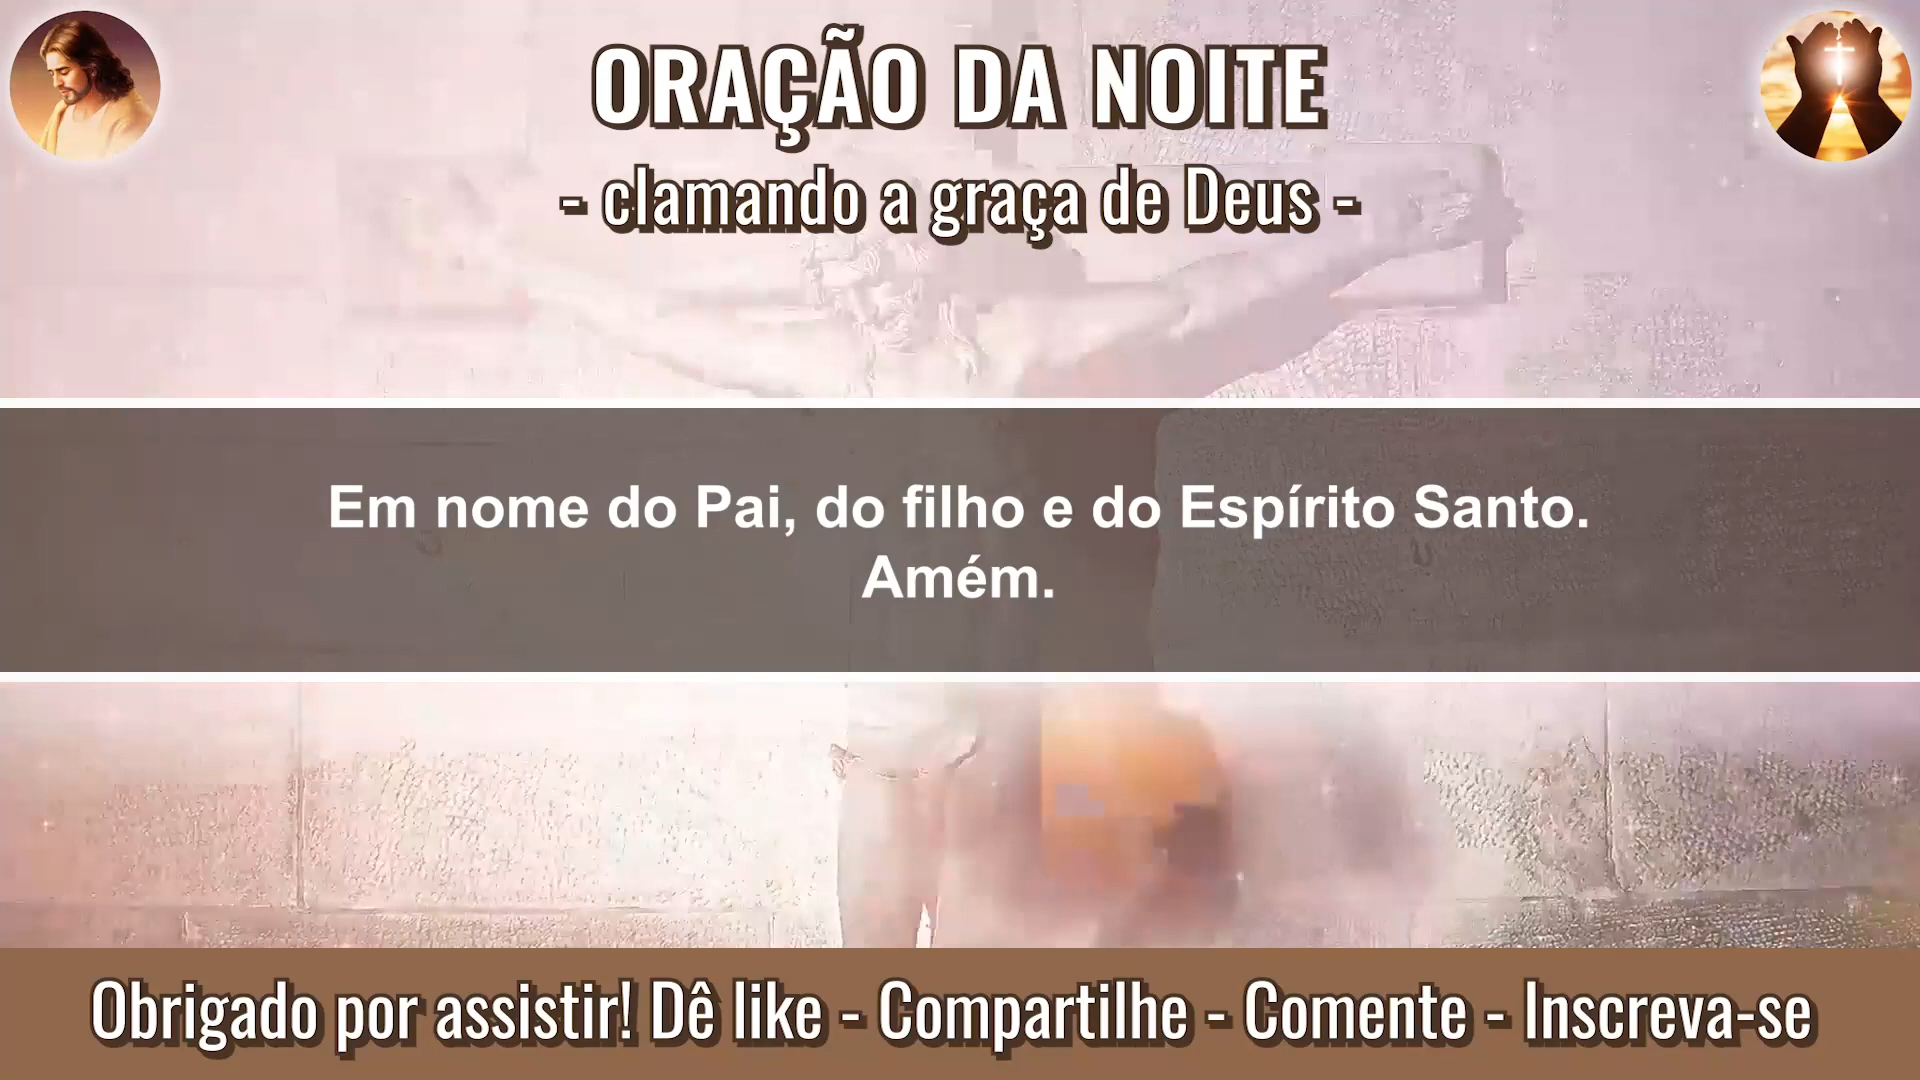 ORAÇÃO DA NOITE
- clamando a graça de Deus -
Em nome do Pai, do filho e do Espírito Santo.
Amém.
Obrigado por assistir! Dê like - Compartilhe - Comente - Inscreva-se